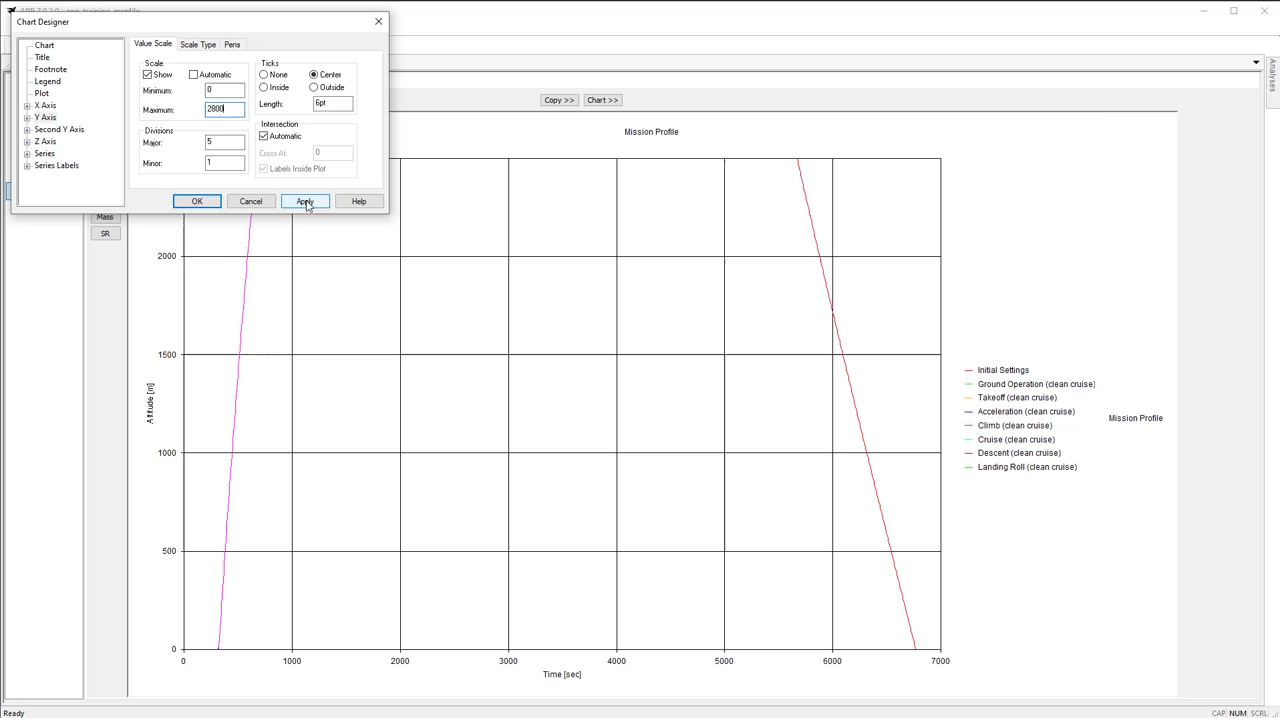 Chart Designer
Chart
Title
Footnote
Legend
Plot
X Axis
Y Axis
Second Y Axis
Z Axis
Series
Series Labels
Value Scale Scale Type Pens
Scale
Show Automatic
Minimum: 0
Maximum: 2800
Divisions
Major: 5
Minor: 1
Ticks
None Center
Inside Outside
Length: 6pt
Intersection
Automatic
Cross At: 0
Labels Inside Plot
OK Cancel Apply Help
Analyses
Copy >> Chart >>
Mass
SR
Mission Profile
2000
1500
1000
500
0
Altitude [m]
0 1000 2000 3000 4000 5000 6000 7000
Time [sec]
Initial Settings
Ground Operation (clean cruise)
Takeoff (clean cruise)
Acceleration (clean cruise)
Climb (clean cruise)
Cruise (clean cruise)
Descent (clean cruise)
Landing Roll (clean cruise)
Mission Profile
Ready
CAP NUM SCRL